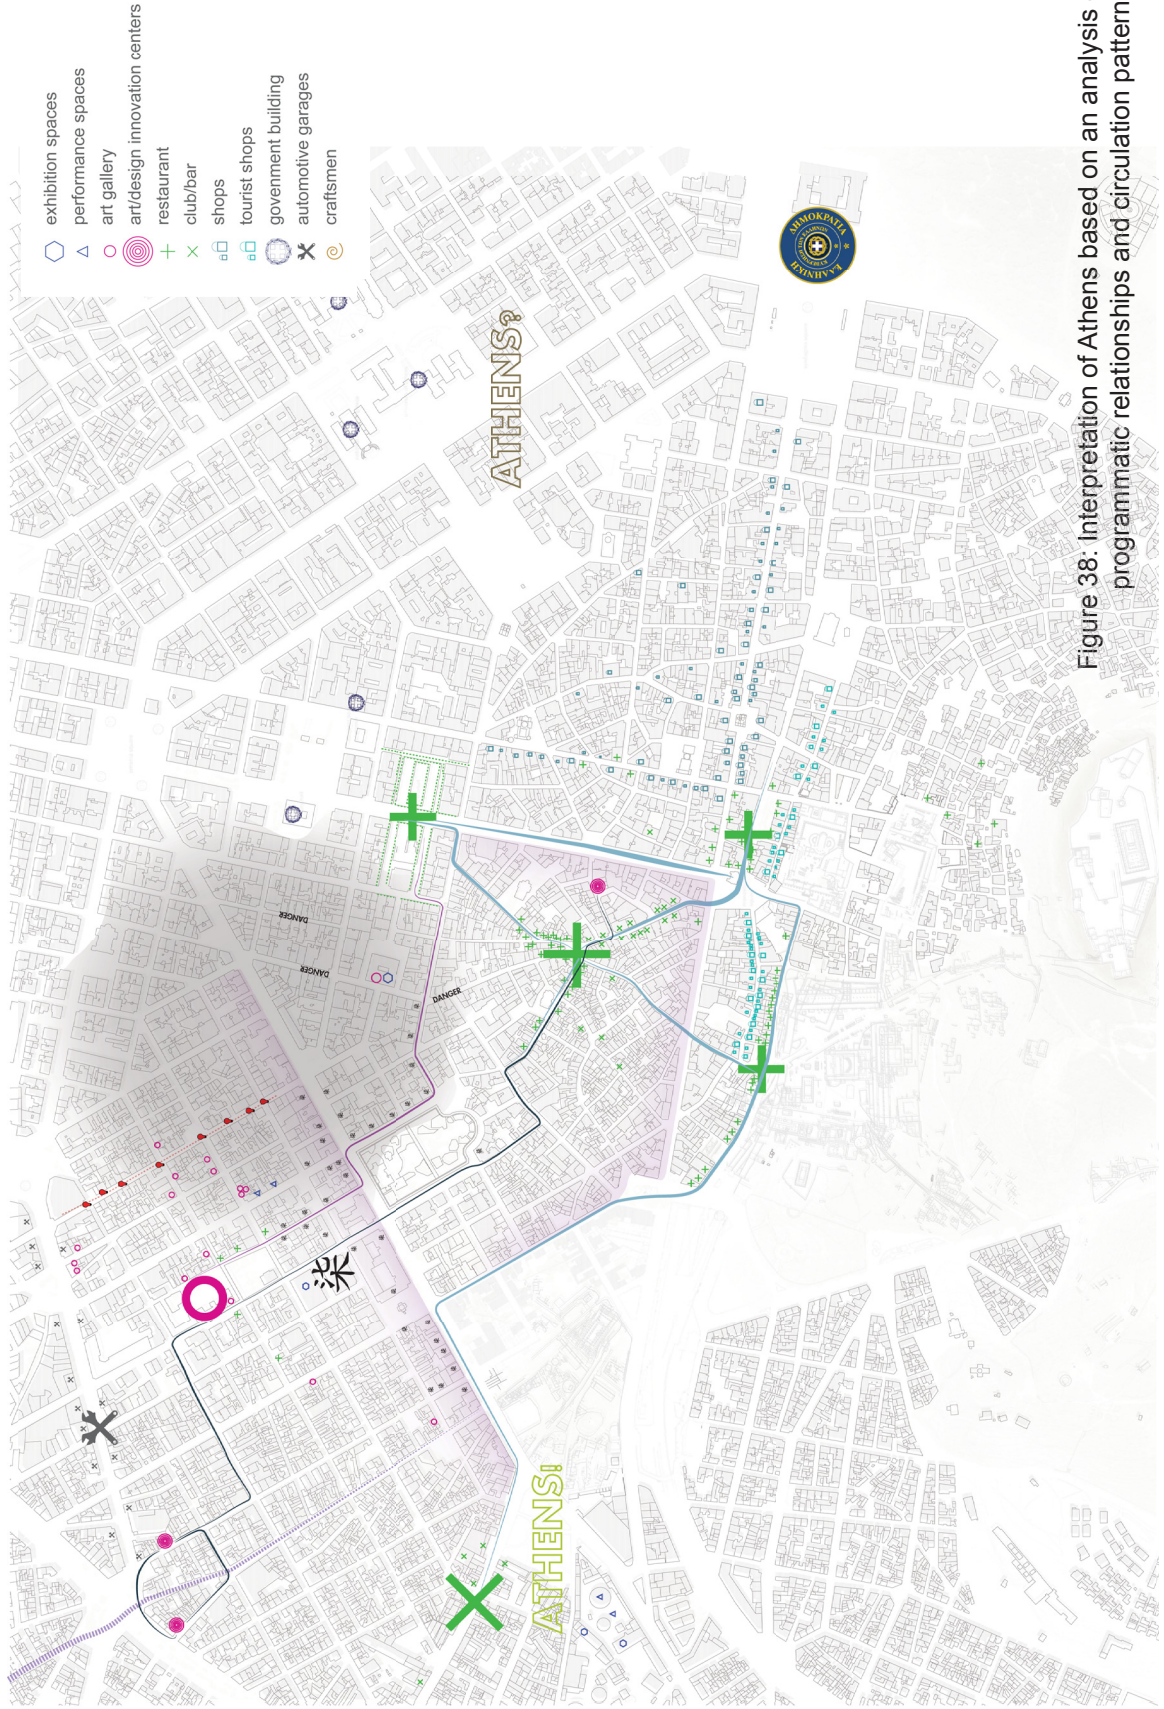 exhibition spaces
performance spaces
art gallery
art/design innovation centers
restaurant
club/bar
shops
tourist shops
govenment building
automotive garages
craftsmen
ATHENS?
ΕΛΛΗΝΙΚΗ
ΔΗΜΟΚΡΑΤΙΑ
DANGER
DANGER
DANGER
ATHENS!
Figure 38: Interpretation of Athens based on an analysis
programmatic relationships and circulation pattern